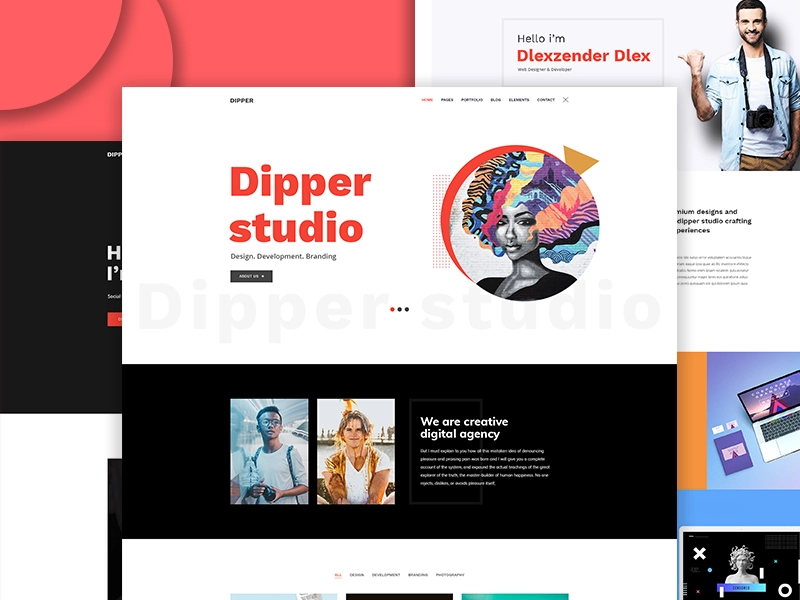 Hello i'm
Dlexzender Dlex
Web Designer & Developer
DIPPER
HOME PAGES PORTFOLIO BLOG ELEMENTS CONTACT
Dipper
studio
Design. Development. Branding
ABOUT US
Dipper studio
DIPP
H
I'm
Social
mium designs and
dipper studio crafting
periences
We are creative
digital agency
But I must explain to you how all this mistaken idea of denouncing
pleasure and praising pain was born and I will give you a complete
account of the system, and expound the actual teachings of the great
explorer of the truth, the master-builder of human happiness. No one
rejects, dislikes, or avoids pleasure itself,
ALL DESIGN DEVELOPMENT BRANDING PHOTOGRAPHY